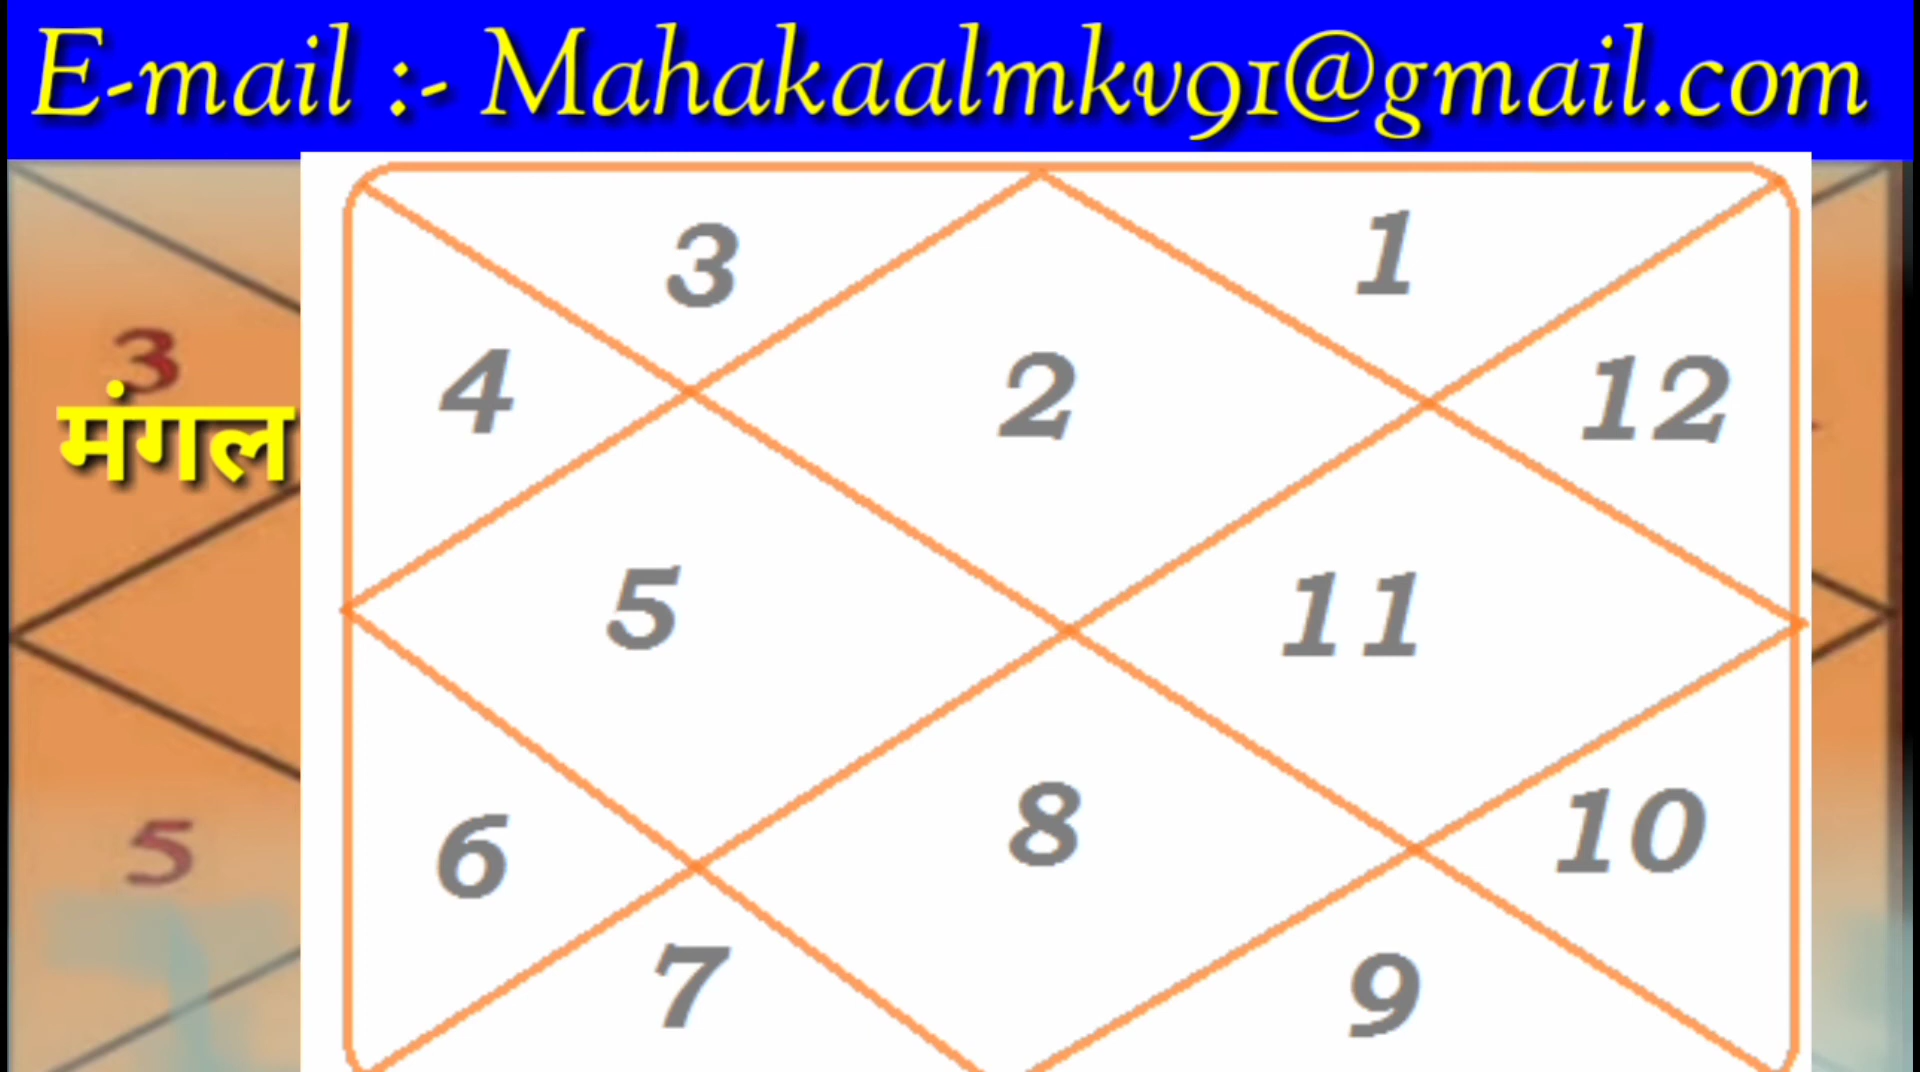 E-mail :- Mahakaalmkv91@gmail.com
3 1
3
4 2 12
मंगल
5 11
6 8 10
5
7 9